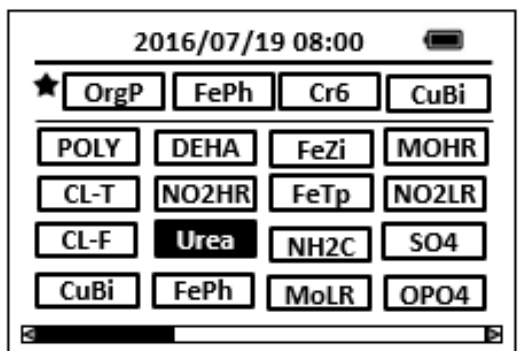 2016/07/19 08:00
OrgP FePh Cr6 CuBi
POLY DEHA FeZi MOHR
CL-T NO2HR FeTp NO2LR
CL-F Urea NH2C SO4
CuBi FePh MoLR OPO4